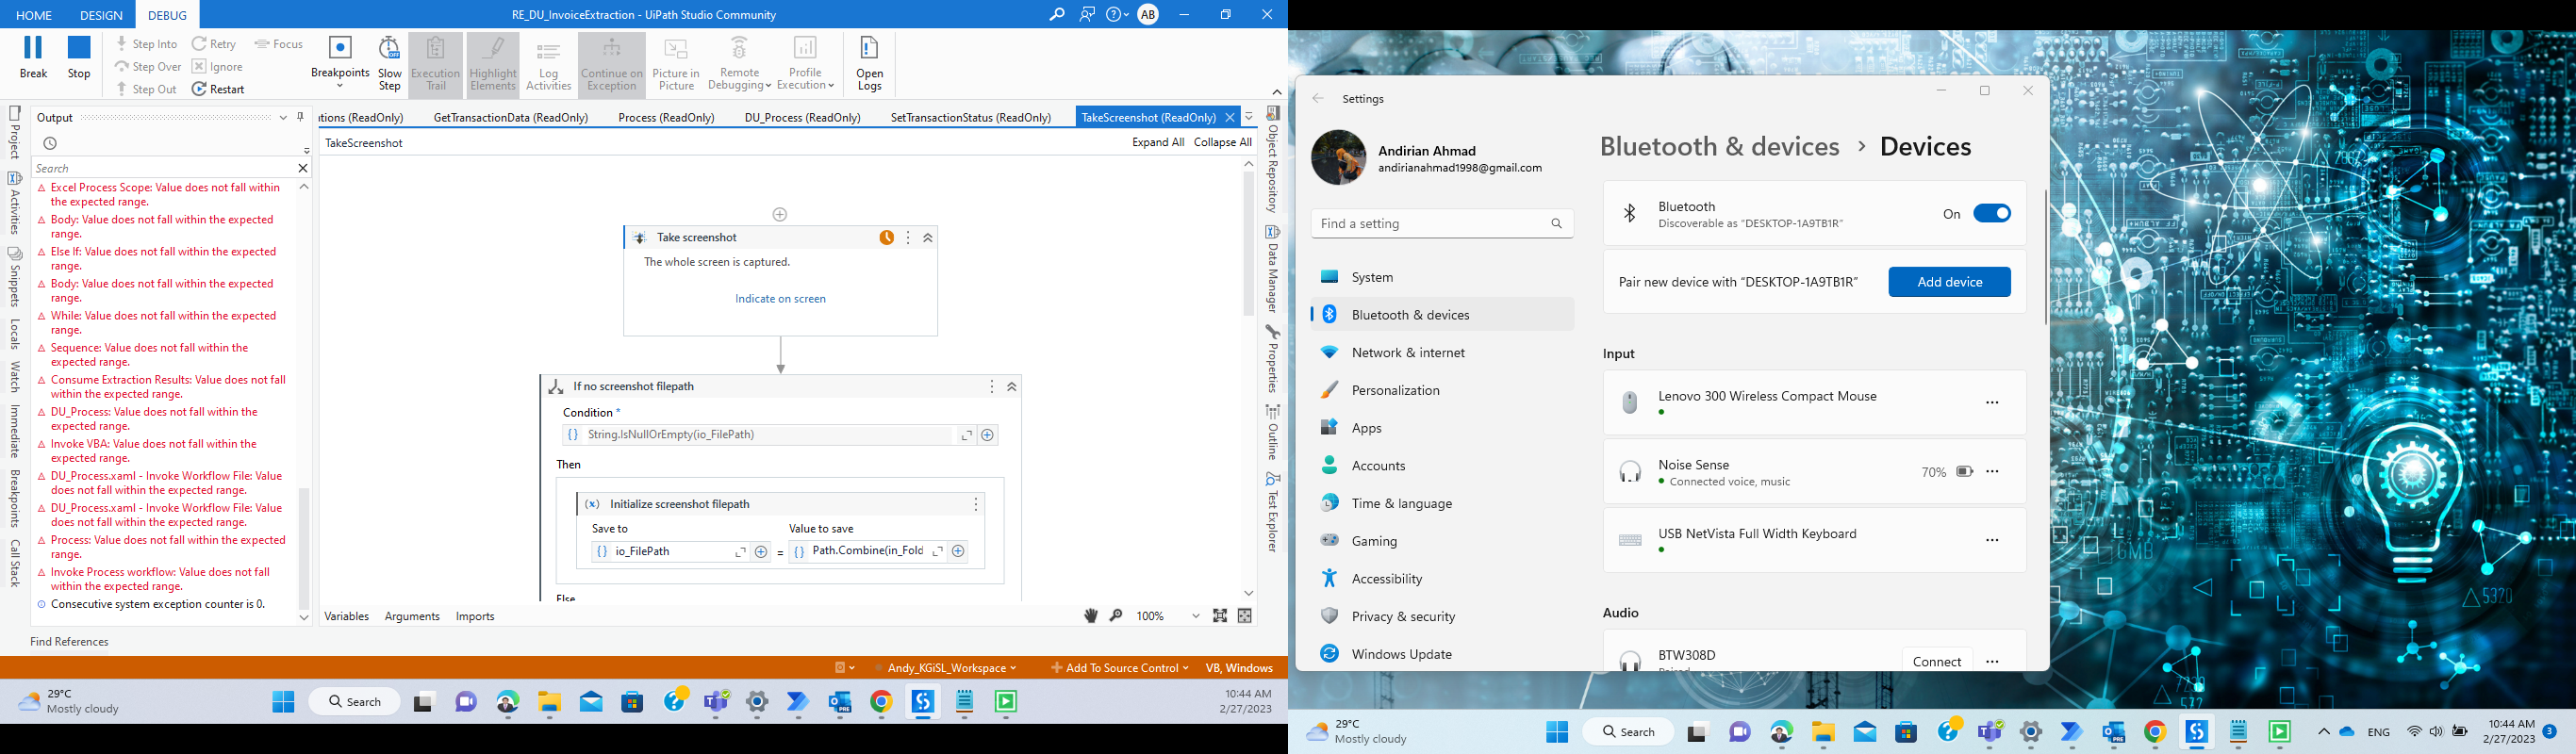 HOME DESIGN DEBUG
RE_DU_InvoiceExtraction - UiPath Studio Community
AB
Break
Stop
Step Into
Step Over
Step Out
Retry
Ignore
Restart
Focus
Breakpoints
Slow
Step
OFF
Execution
Trail
Highlight
Elements
Log
Activities
Continue on
Exception
Picture in
Picture
Remote
Debugging
Profile
Execution
Open
Logs
Project
Activities
Snippets
Locals
Watch
Immediate
Breakpoints
Call Stack
Output
Search
Excel Process Scope: Value does not fall within
the expected range.
Body: Value does not fall within the expected
range.
Else If: Value does not fall within the expected
range.
Body: Value does not fall within the expected
range.
While: Value does not fall within the expected
range.
Sequence: Value does not fall within the
expected range.
Consume Extraction Results: Value does not fall
within the expected range.
DU_Process: Value does not fall within the
expected range.
Invoke VBA: Value does not fall within the
expected range.
DU_Process.xaml - Invoke Workflow File: Value
does not fall within the expected range.
DU_Process.xaml - Invoke Workflow File: Value
does not fall within the expected range.
Process: Value does not fall within the expected
range.
Invoke Process workflow: Value does not fall
within the expected range.
Consecutive system exception counter is 0.
Find References
ations (ReadOnly) GetTransactionData (ReadOnly) Process (ReadOnly) DU_Process (ReadOnly) SetTransactionStatus (ReadOnly) TakeScreenshot (ReadOnly)
TakeScreenshot
Expand All Collapse All
Take screenshot
The whole screen is captured.
Indicate on screen
If no screenshot filepath
Condition *
String.IsNullOrEmpty(io_FilePath)
Then
Initialize screenshot filepath
Save to Value to save
io_FilePath = Path.Combine(in_Fold
Else
Variables Arguments Imports
100%
Object Repository
Data Manager
Properties
Outline
Test Explorer
Andy_KGiSL_Workspace
Add To Source Control
VB, Windows
29°C
Mostly cloudy
Search
PRE
10:44 AM
2/27/2023
Settings
Andirian Ahmad
andirianahmad1998@gmail.com
Find a setting
System
Bluetooth & devices
Network & internet
Personalization
Apps
Accounts
Time & language
Gaming
Accessibility
Privacy & security
Windows Update
Bluetooth & devices > Devices
Bluetooth
Discoverable as "DESKTOP-1A9TB1R"
On
Pair new device with "DESKTOP-1A9TB1R"
Add device
Input
Lenovo 300 Wireless Compact Mouse
Noise Sense
Connected voice, music
70%
USB NetVista Full Width Keyboard
Audio
BTW308D
Paired
Connect
5320
29°C
Mostly cloudy
Search
PRE
ENG
10:44 AM
2/27/2023
3